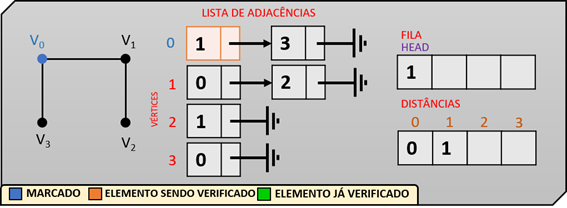 LISTA DE ADJACÊNCIAS
V0
V1
V3
V2
VÉRTICES
0 1 3
1 0 2
2 1
3 0
FILA
HEAD
1
DISTÂNCIAS
0 1 2 3
0 1
MARCADO ELEMENTO SENDO VERIFICADO ELEMENTO JÁ VERIFICADO